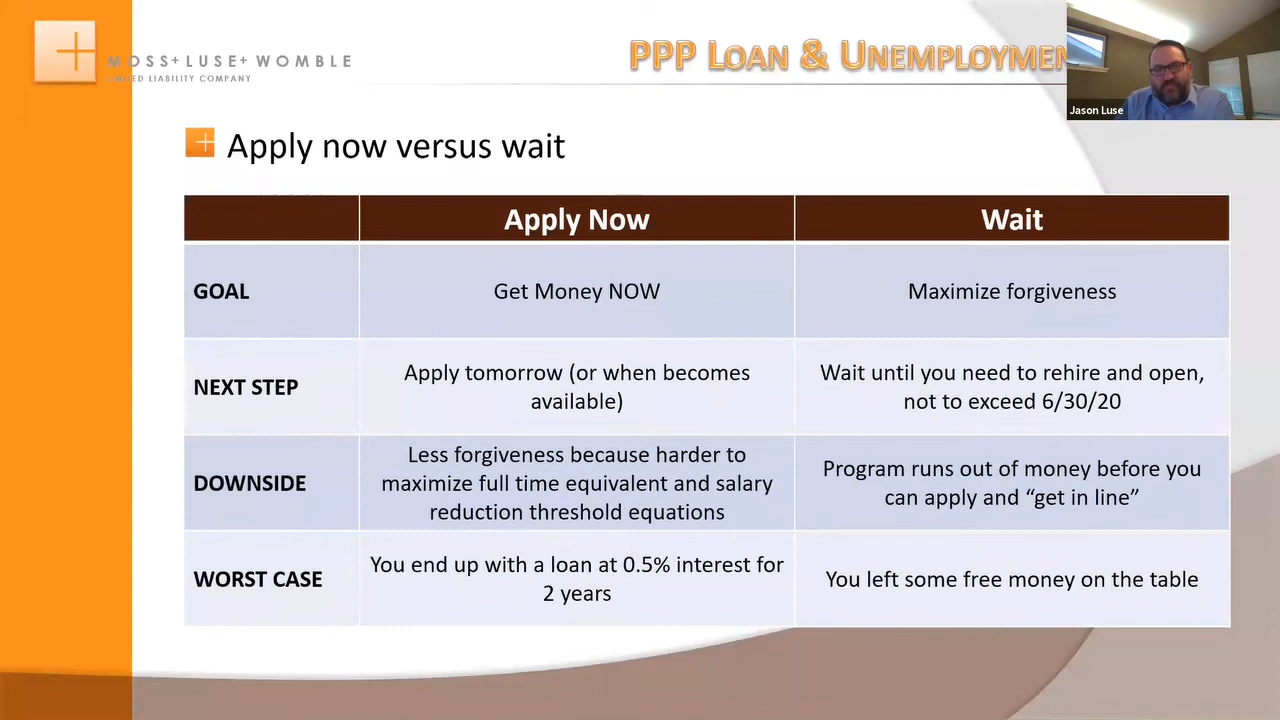 MOSS+LUSE+WOMBLE
LIMITED LIABILITY COMPANY
PPP LOAN & UNEMPLOYMEN
Jason Luse
Apply now versus wait
Apply Now
Wait
GOAL
Get Money NOW
Maximize forgiveness
NEXT STEP
Apply tomorrow (or when becomes
available)
Wait until you need to rehire and open,
not to exceed 6/30/20
DOWNSIDE
Less forgiveness because harder to
maximize full time equivalent and salary
reduction threshold equations
Program runs out of money before you
can apply and “get in line”
WORST CASE
You end up with a loan at 0.5% interest for
2 years
You left some free money on the table